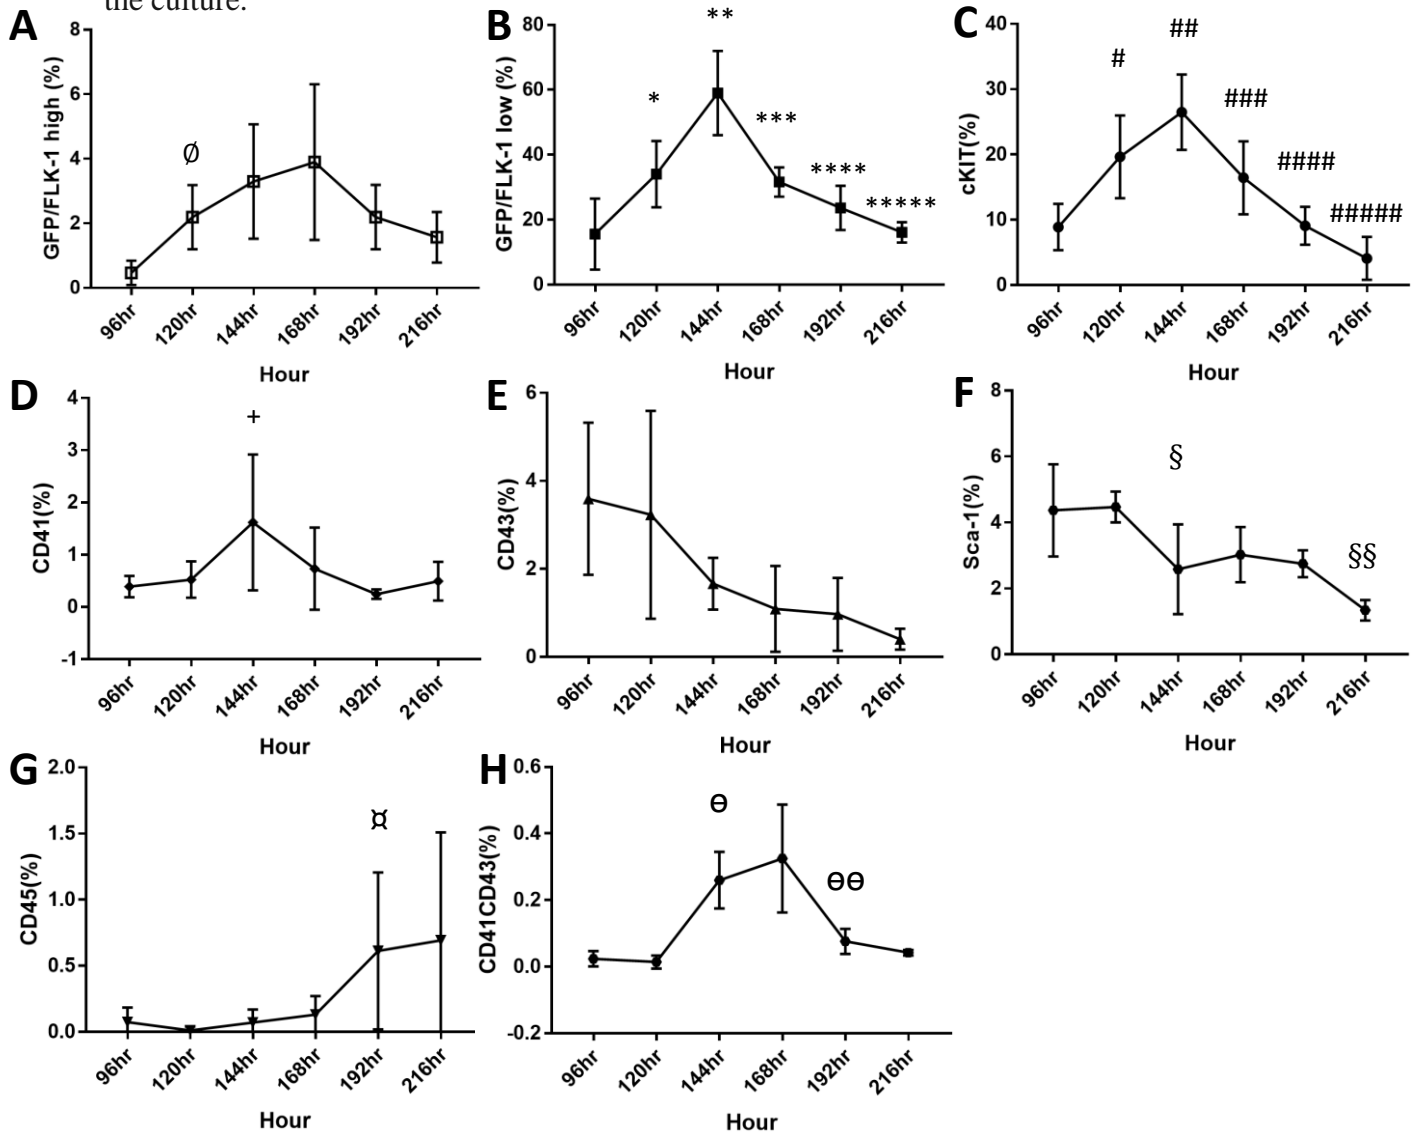 the culture.
A
GFP/FLK-1 high (%)
8
6
4
2
0
Ø
96hr 120hr 144hr 168hr 192hr 216hr
Hour
B
GFP/FLK-1 low (%)
80
60
40
20
0
* ** *** **** *****
96hr 120hr 144hr 168hr 192hr 216hr
Hour
C
cKIT(%)
40
30
20
10
0
# ## ### #### #####
96hr 120hr 144hr 168hr 192hr 216hr
Hour
D
CD41(%)
4
3
2
1
0
-1
+
96hr 120hr 144hr 168hr 192hr 216hr
Hour
E
CD43(%)
6
4
2
0
96hr 120hr 144hr 168hr 192hr 216hr
Hour
F
Sca-1(%)
8
6
4
2
0
§ §§
96hr 120hr 144hr 168hr 192hr 216hr
Hour
G
CD45(%)
2.0
1.5
1.0
0.5
0.0
¤
96hr 120hr 144hr 168hr 192hr 216hr
Hour
H
CD41CD43(%)
0.6
0.4
0.2
0.0
-0.2
ɵ ɵɵ
96hr 120hr 144hr 168hr 192hr 216hr
Hour